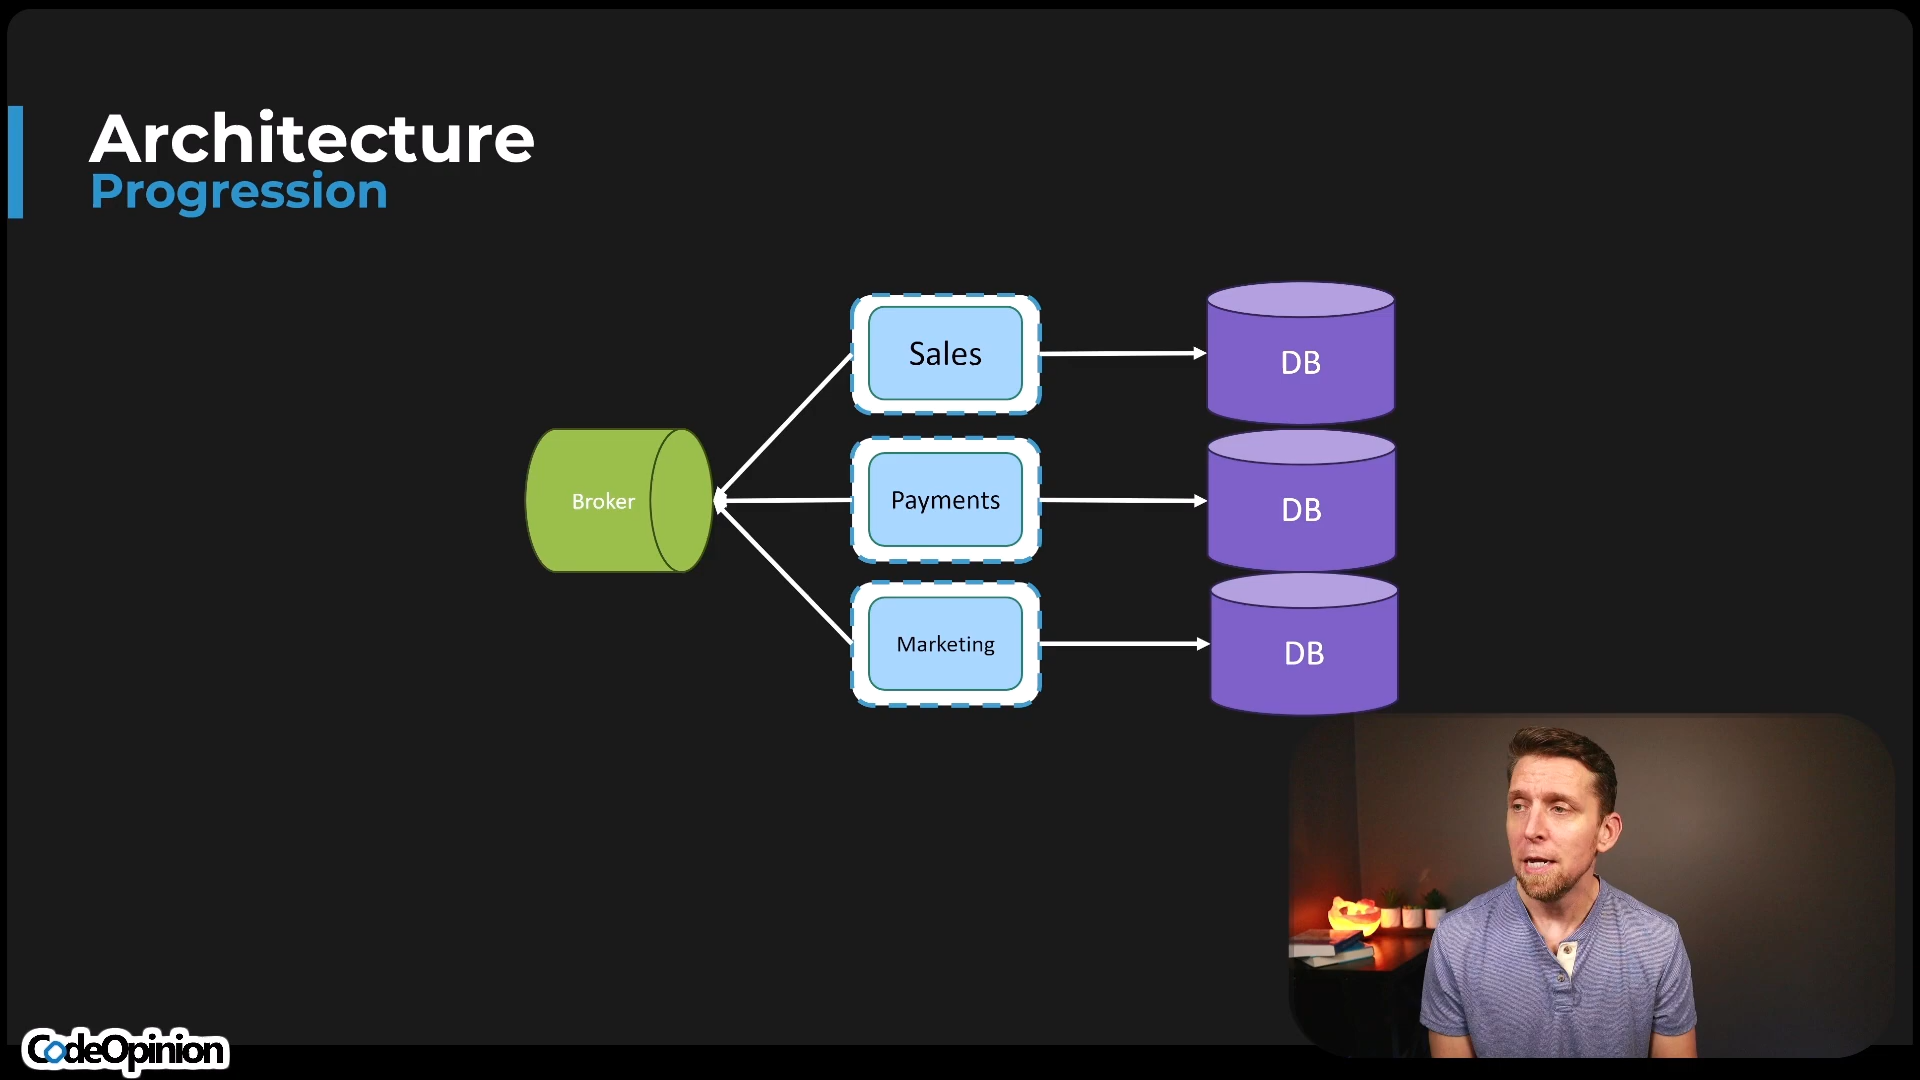 Architecture
Progression
Sales
DB
Broker
Payments
DB
Marketing
DB
CodeOpinion